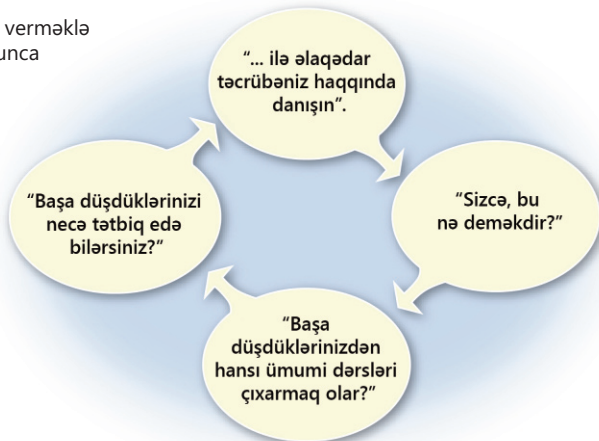 verməklə
unca
“... ilə əlaqədar
təcrübəniz haqqında
danışın”.
“Sizcə, bu
nə deməkdir?”
“Başa
düşdüklərinizdən
hansı ümumi dərsləri
çıxarmaq olar?”
“Başa düşdüklərinizi
necə tətbiq edə
bilərsiniz?”